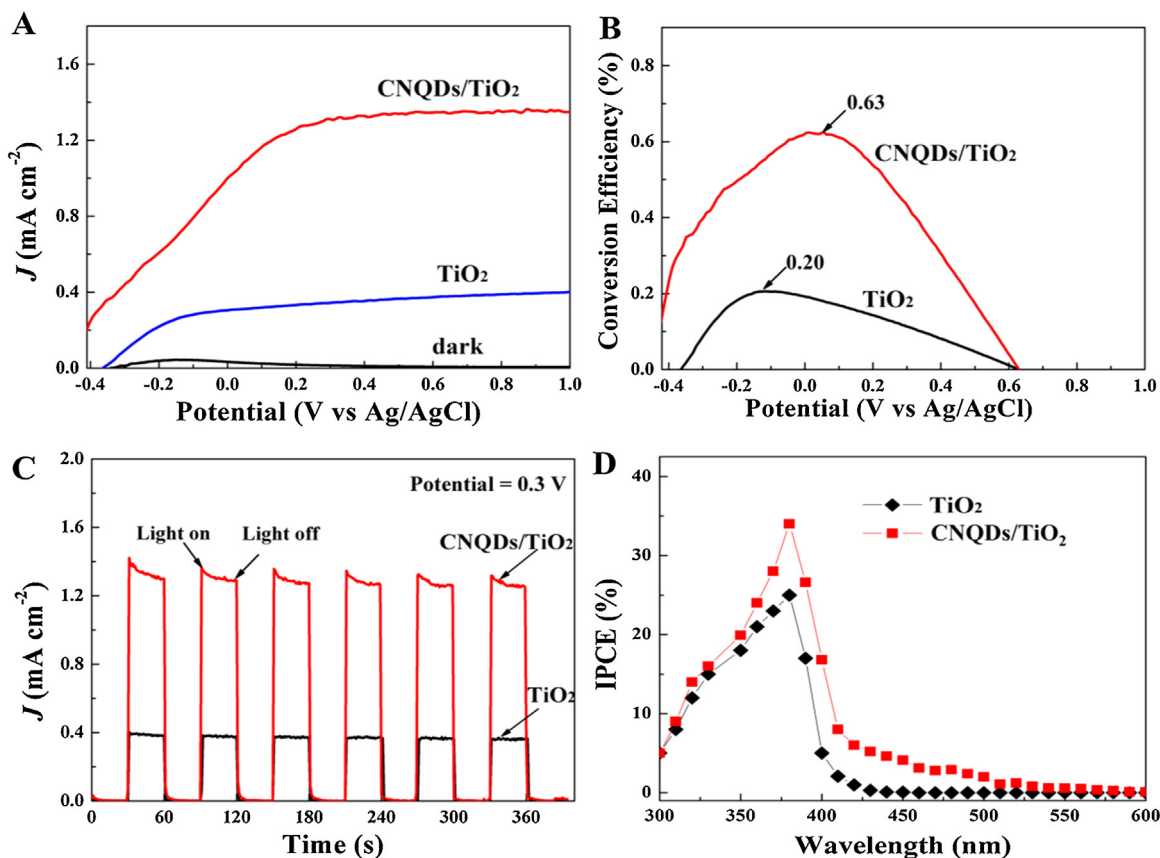 A
J (mA cm-2)
1.6
1.2
0.8
0.4
0.0
CNQDs/TiO2
TiO2
dark
-0.4 -0.2 0.0 0.2 0.4 0.6 0.8 1.0
Potential (V vs Ag/AgCl)
B
Conversion Efficiency (%)
0.8
0.6
0.4
0.2
0.0
0.63
CNQDs/TiO2
0.20
TiO2
-0.4 -0.2 0.0 0.2 0.4 0.6 0.8 1.0
Potential (V vs Ag/AgCl)
C
J (mA cm-2)
2.0
1.6
1.2
0.8
0.4
0.0
Potential = 0.3 V
Light on
Light off
CNQDs/TiO2
TiO2
0 60 120 180 240 300 360
Time (s)
D
IPCE (%)
40
30
20
10
0
TiO2
CNQDs/TiO2
300 350 400 450 500 550 600
Wavelength (nm)